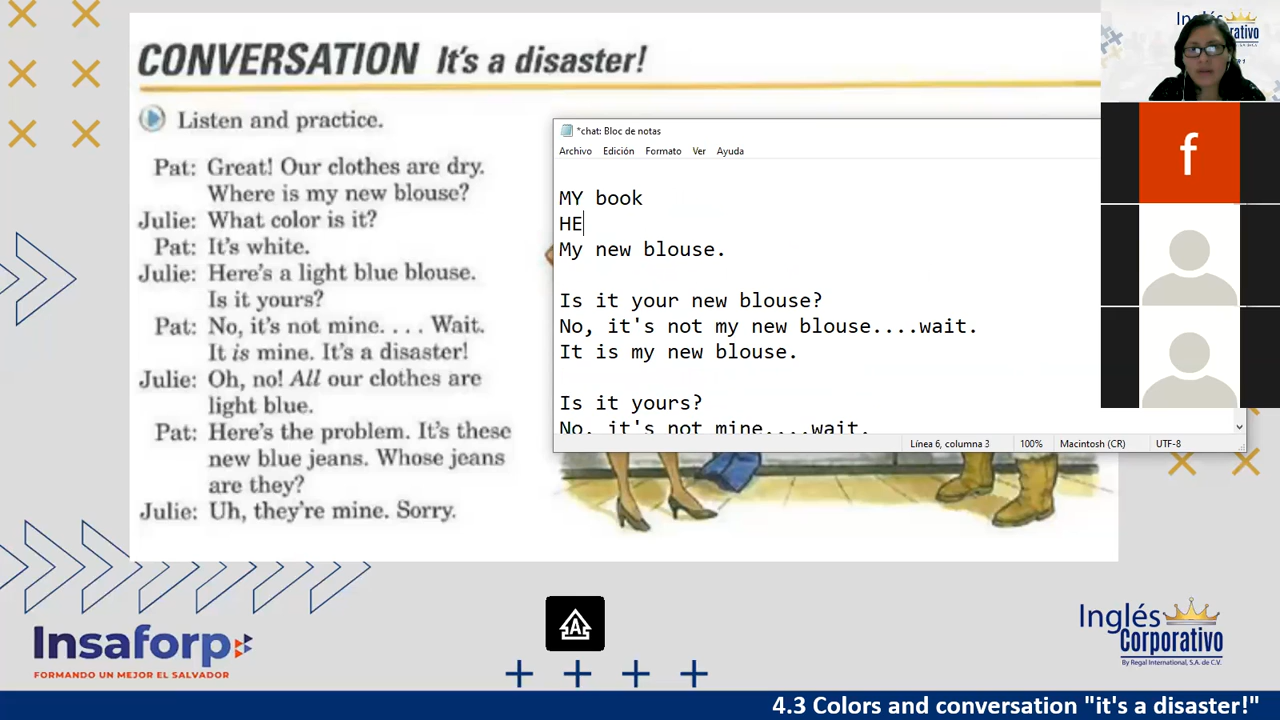 CONVERSATION It's a disaster!
Listen and practice.
Pat: Great! Our clothes are dry.
Where is my new blouse?
Julie: What color is it?
Pat: It's white.
Julie: Here's a light blue blouse.
Is it yours?
Pat: No, it's not mine. . . . Wait.
It is mine. It's a disaster!
Julie: Oh, no! All our clothes are
light blue.
Pat: Here's the problem. It's these
new blue jeans. Whose jeans
are they?
Julie: Uh, they're mine. Sorry.
*chat: Bloc de notas
Archivo Edición Formato Ver Ayuda
MY book
HE
My new blouse.
Is it your new blouse?
No, it's not my new blouse....wait.
It is my new blouse.
Is it yours?
No, it's not mine....wait.
Línea 6, columna 3 100% Macintosh (CR) UTF-8
f
A
Insaforp
FORMANDO UN MEJOR EL SALVADOR
Inglés
Corporativo
By Regal International, S.A. de C.V.
4.3 Colors and conversation "it's a disaster!"